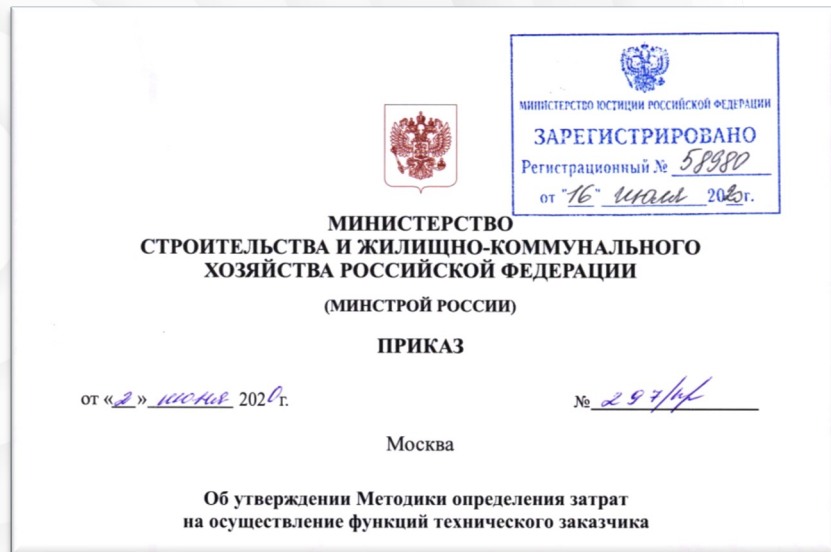 МИНИСТЕРСТВО ЮСТИЦИИ РОССИЙСКОЙ ФЕДЕРАЦИИ
ЗАРЕГИСТРИРОВАНО
Регистрационный № 58980
от "16" июля 2020г.
МИНИСТЕРСТВО
СТРОИТЕЛЬСТВА И ЖИЛИЩНО-КОММУНАЛЬНОГО
ХОЗЯЙСТВА РОССИЙСКОЙ ФЕДЕРАЦИИ
(МИНСТРОЙ РОССИИ)
ПРИКАЗ
от «2» июня 2020г.
№ 297/пр
Москва
Об утверждении Методики определения затрат
на осуществление функций технического заказчика